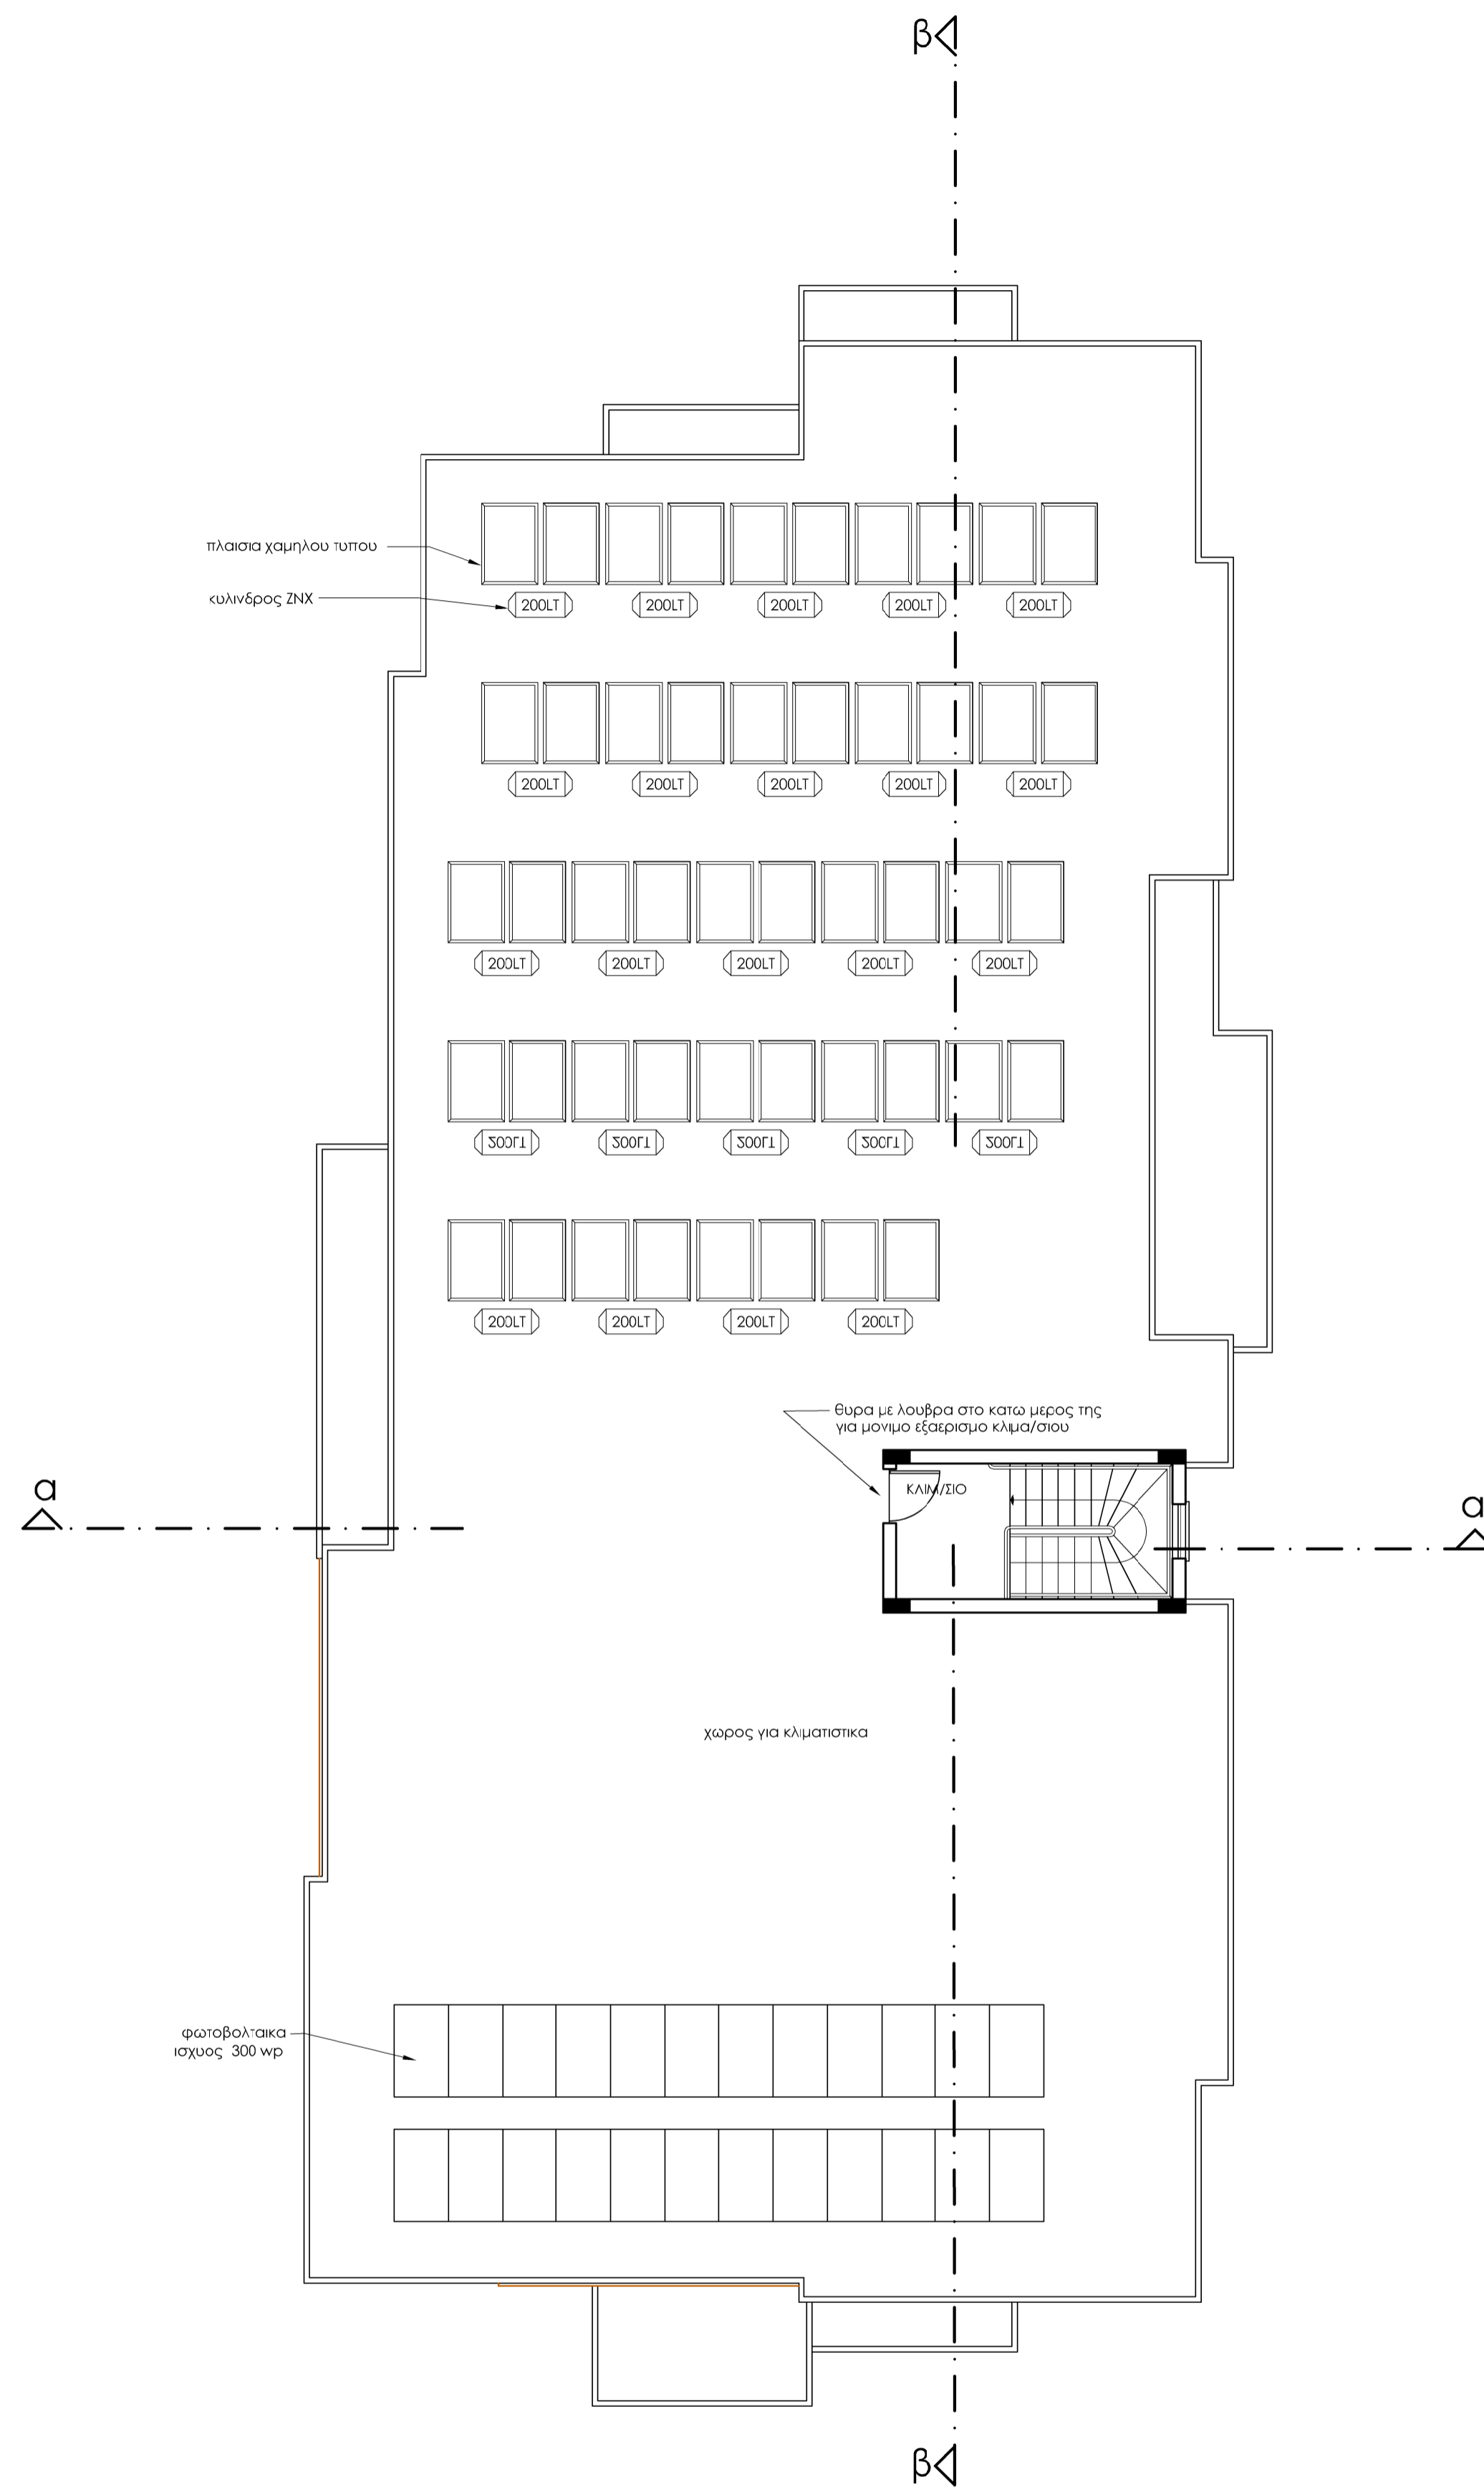 β
πλαισια χαμηλου τυπου
κυλινδρος ΖΝΧ
200LT 200LT 200LT 200LT 200LT
200LT 200LT 200LT 200LT 200LT
200LT 200LT 200LT 200LT 200LT
200LT 200LT 200LT 200LT 200LT
200LT 200LT 200LT 200LT
θυρα με λουβρα στο κατω μερος της
για μονιμο εξαερισμο κλιμα/σιου
ΚΛΙΜ/ΣΙΟ
α
α
χωρος για κλιματιστικα
φωτοβολταικα
ισχυος 300 wp
β